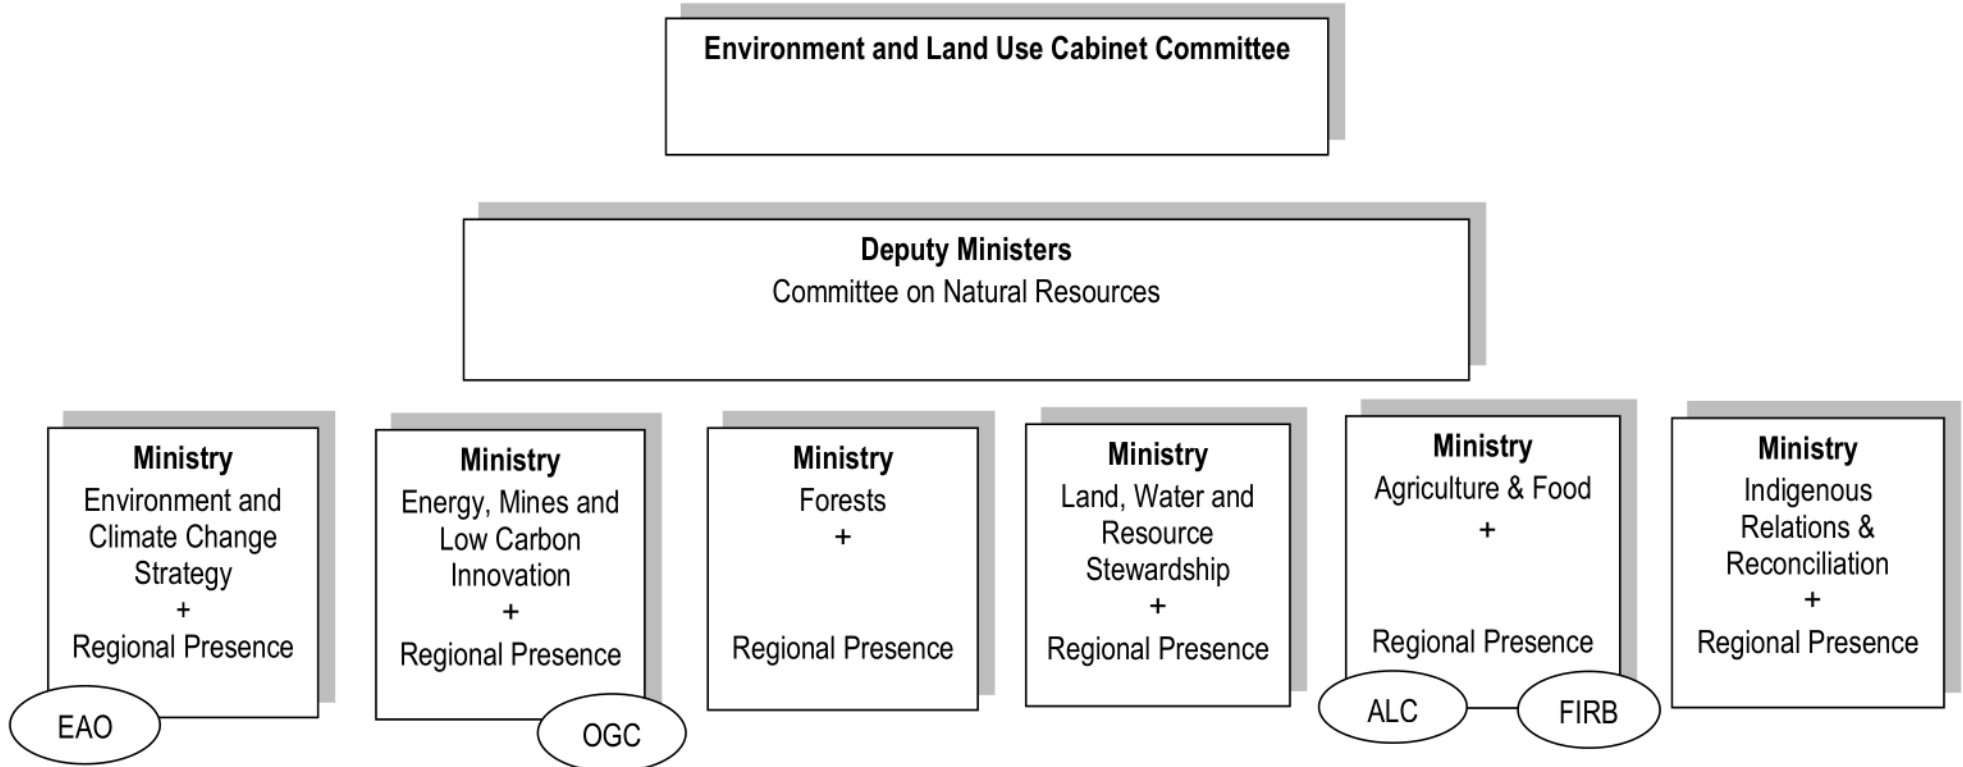 Environment and Land Use Cabinet Committee
Deputy Ministers
Committee on Natural Resources
Ministry
Environment and
Climate Change
Strategy
+
Regional Presence
EAO
Ministry
Energy, Mines and
Low Carbon
Innovation
+
Regional Presence
OGC
Ministry
Forests
+
Regional Presence
Ministry
Land, Water and
Resource
Stewardship
+
Regional Presence
Ministry
Agriculture & Food
+
Regional Presence
ALC
FIRB
Ministry
Indigenous
Relations &
Reconciliation
+
Regional Presence